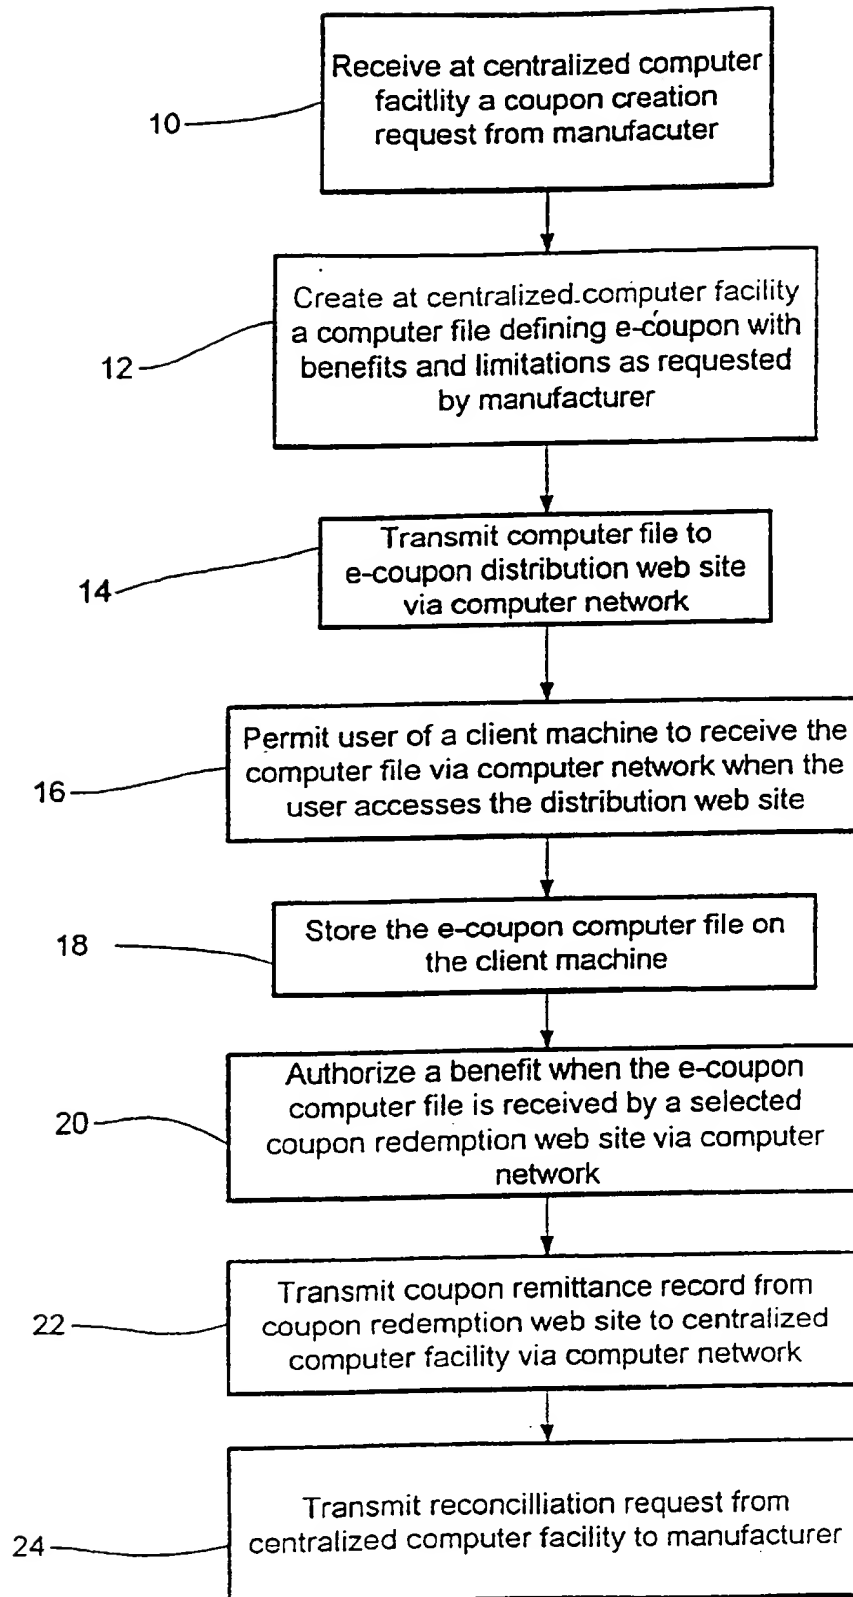 Receive at centralized computer
facitlity a coupon creation
request from manufacuter
10
Create at centralized computer facility
a computer file defining e-coupon with
benefits and limitations as requested
by manufacturer
12
Transmit computer file to
e-coupon distribution web site
via computer network
14
Permit user of a client machine to receive the
computer file via computer network when the
user accesses the distribution web site
16
Store the e-coupon computer file on
the client machine
18
Authorize a benefit when the e-coupon
computer file is received by a selected
coupon redemption web site via computer
network
20
Transmit coupon remittance record from
coupon redemption web site to centralized
computer facility via computer network
22
Transmit reconcilliation request from
centralized computer facility to manufacturer
24